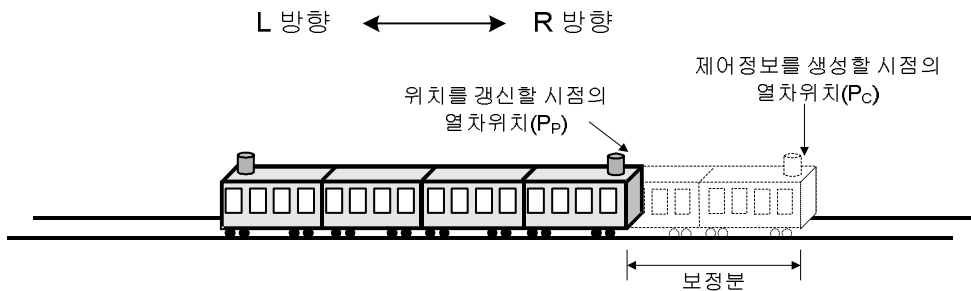 L 방향 R 방향
제어정보를 생성할 시점의
열차위치(PC)
위치를 갱신할 시점의
열차위치(PP)
보정분